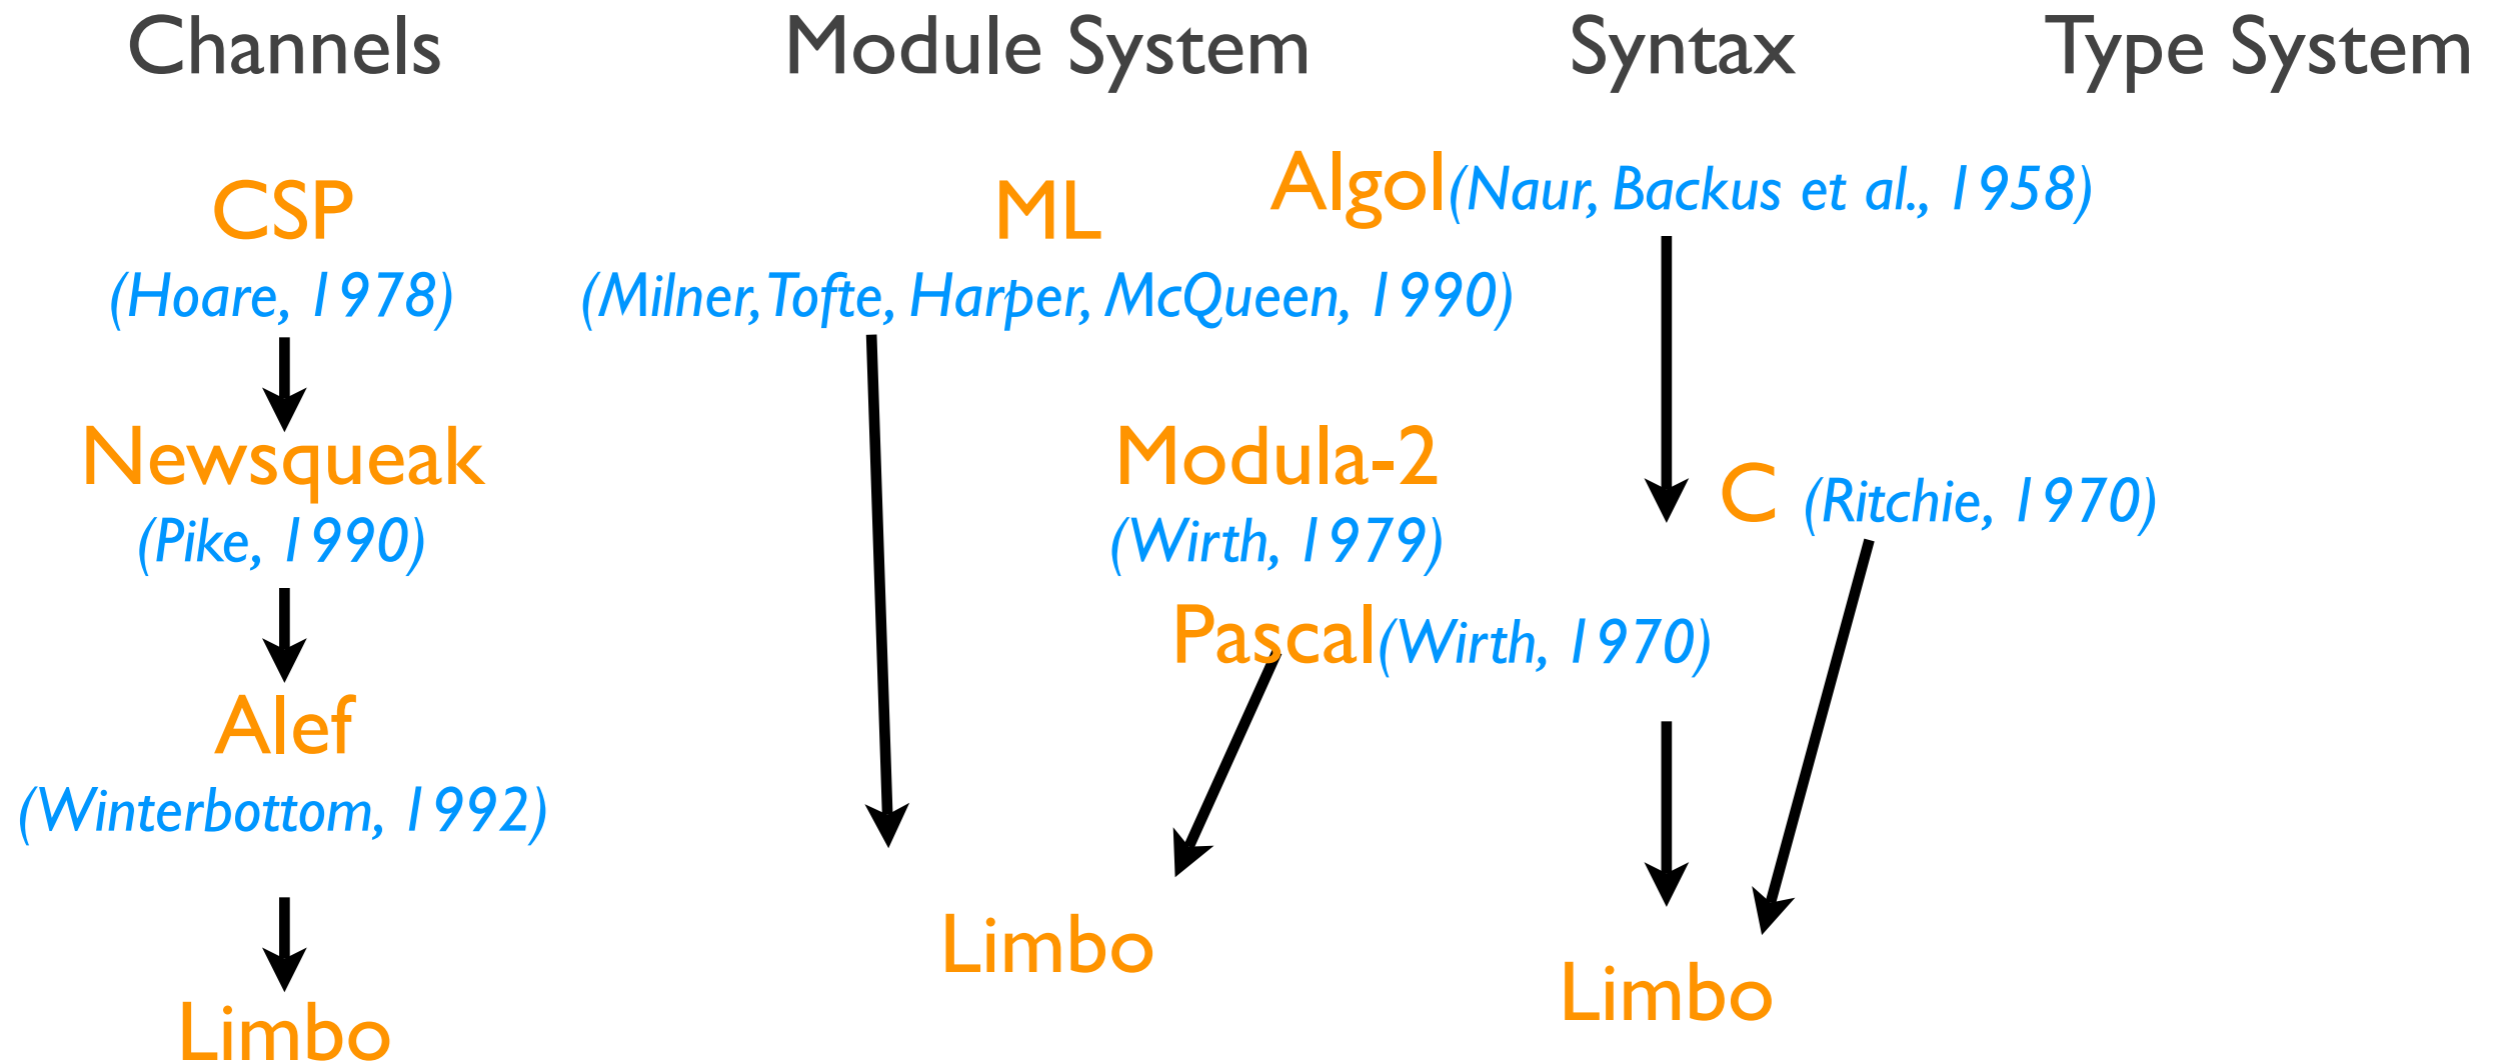 Channels
Module System
Syntax
Type System
CSP
(Hoare, 1978)
Newsqueak
(Pike, 1990)
Alef
(Winterbottom, 1992)
Limbo
ML
(Milner, Tofte, Harper, McQueen, 1990)
Modula-2
(Wirth, 1979)
Limbo
Algol(Naur, Backus et al., 1958)
C (Ritchie, 1970)
Pascal(Wirth, 1970)
Limbo